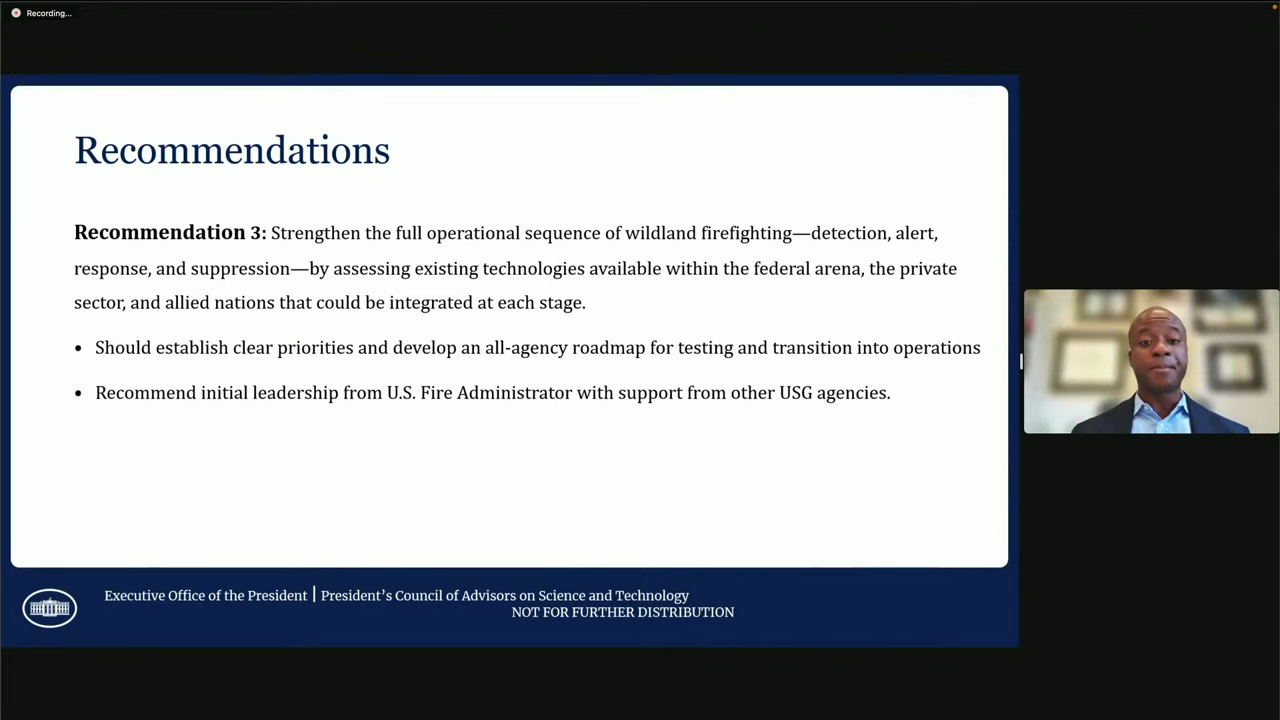 Recording...
Recommendations
Recommendation 3: Strengthen the full operational sequence of wildland firefighting—detection, alert,
response, and suppression—by assessing existing technologies available within the federal arena, the private
sector, and allied nations that could be integrated at each stage.
• Should establish clear priorities and develop an all-agency roadmap for testing and transition into operations
• Recommend initial leadership from U.S. Fire Administrator with support from other USG agencies.
Executive Office of the President | President’s Council of Advisors on Science and Technology
NOT FOR FURTHER DISTRIBUTION